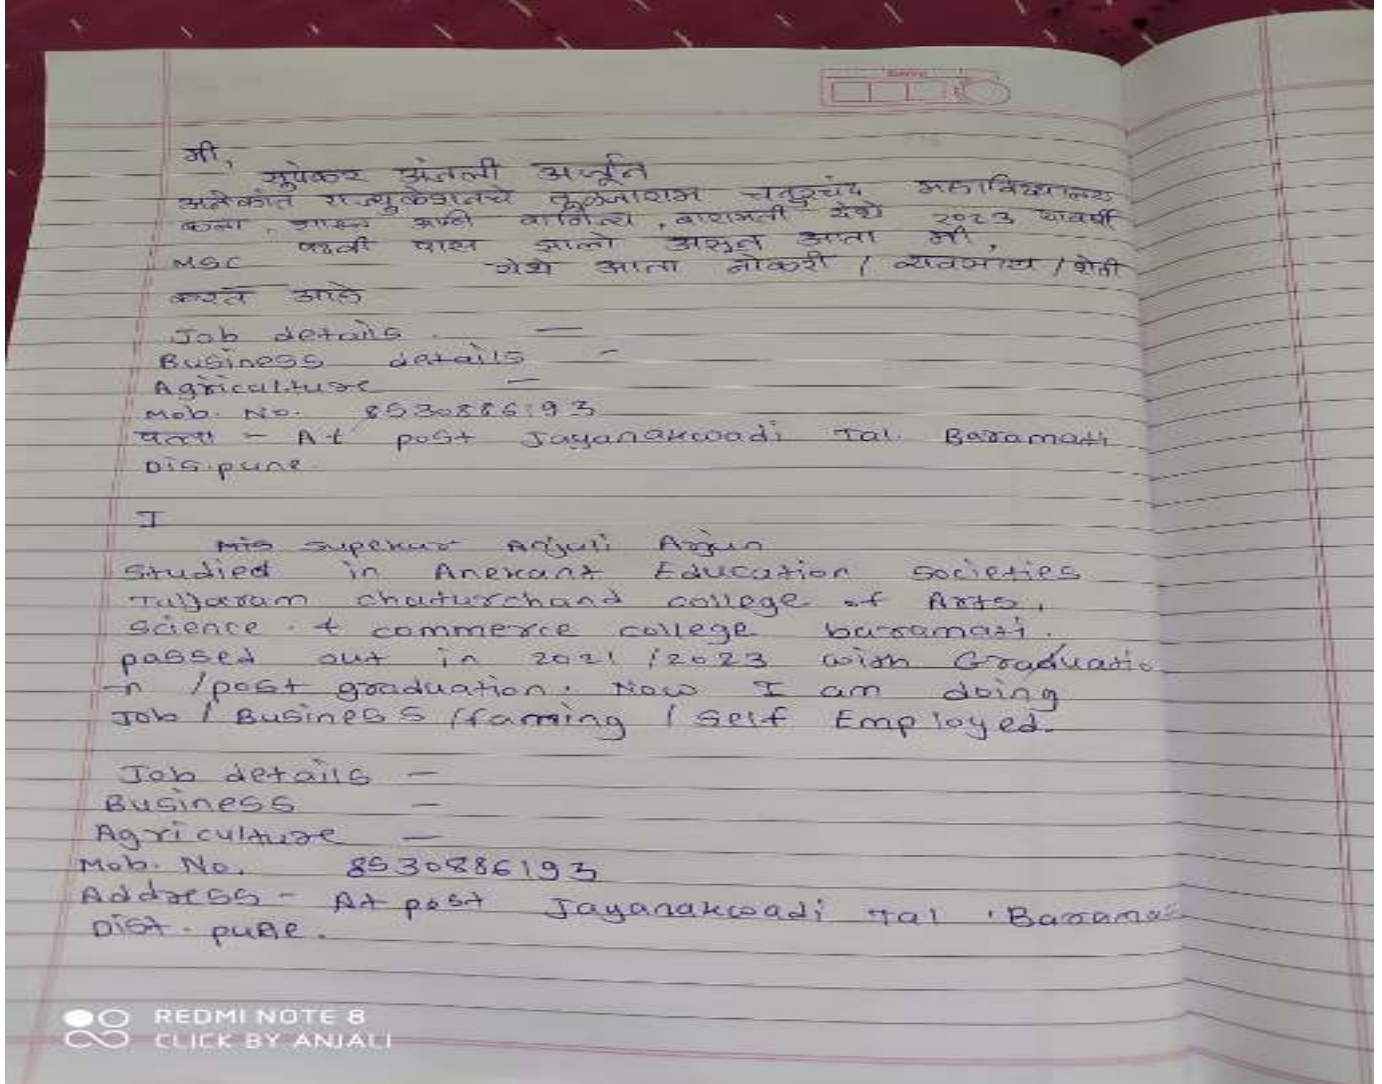 मी,
सुपेकर अंजली अर्जून
अनेकांत एज्युकेशनचे तुळजाराम चतुरचंद महाविद्यालय
कला, शास्त्र आणि वाणिज्य, बारामती येथे २०२३ यावर्षी
MSC पदवी पास झालो असून आता मी,
येथे आता नोकरी / व्यवसाय / शेती
करत आहे
Job details —
Business details -
Agriculture —
Mob. No. 8530886193
पत्ता - At post Jayanakwadi Tal. Baramati
Dis.pune.
I
Mis Supekar Anjuli Arjun
Studied in Anekant Education Societies
Tuljaram chaturchand college of Arts,
science . + commerce college baramati.
passed out in 2021 /2023 with Graduatio
-n /post graduation. Now I am doing
Job / Business /farming / self Employed.
Job details —
Business —
Agriculture —
Mob. No. 8530886193
Address - At post Jayanakwadi Tal . Baramat
Dist. pune.
REDMI NOTE 8
CLICK BY ANJALI